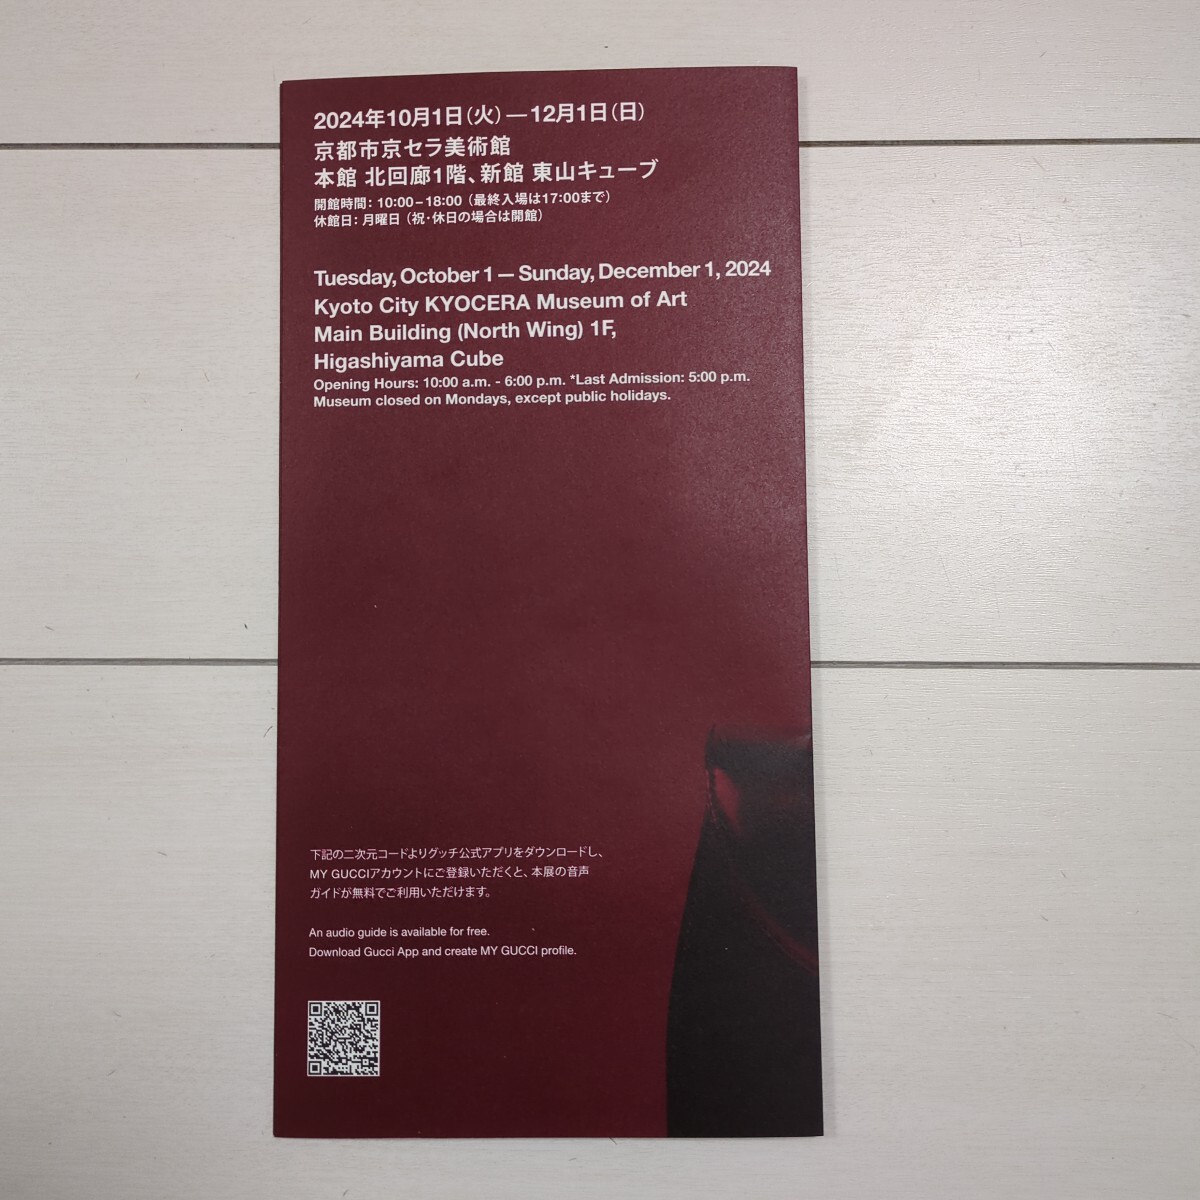 2024年10月1日(火)—12月1日(日)
京都市京セラ美術館
本館 北回廊1階、新館 東山キューブ
開館時間: 10:00–18:00 (最終入場は17:00まで)
休館日: 月曜日 (祝・休日の場合は開館)
Tuesday, October 1 — Sunday, December 1, 2024
Kyoto City KYOCERA Museum of Art
Main Building (North Wing) 1F,
Higashiyama Cube
Opening Hours: 10:00 a.m. - 6:00 p.m. *Last Admission: 5:00 p.m.
Museum closed on Mondays, except public holidays.
下記の二次元コードよりグッチ公式アプリをダウンロードし、
MY GUCCIアカウントにご登録いただくと、本展の音声
ガイドが無料でご利用いただけます。
An audio guide is available for free.
Download Gucci App and create MY GUCCI profile.